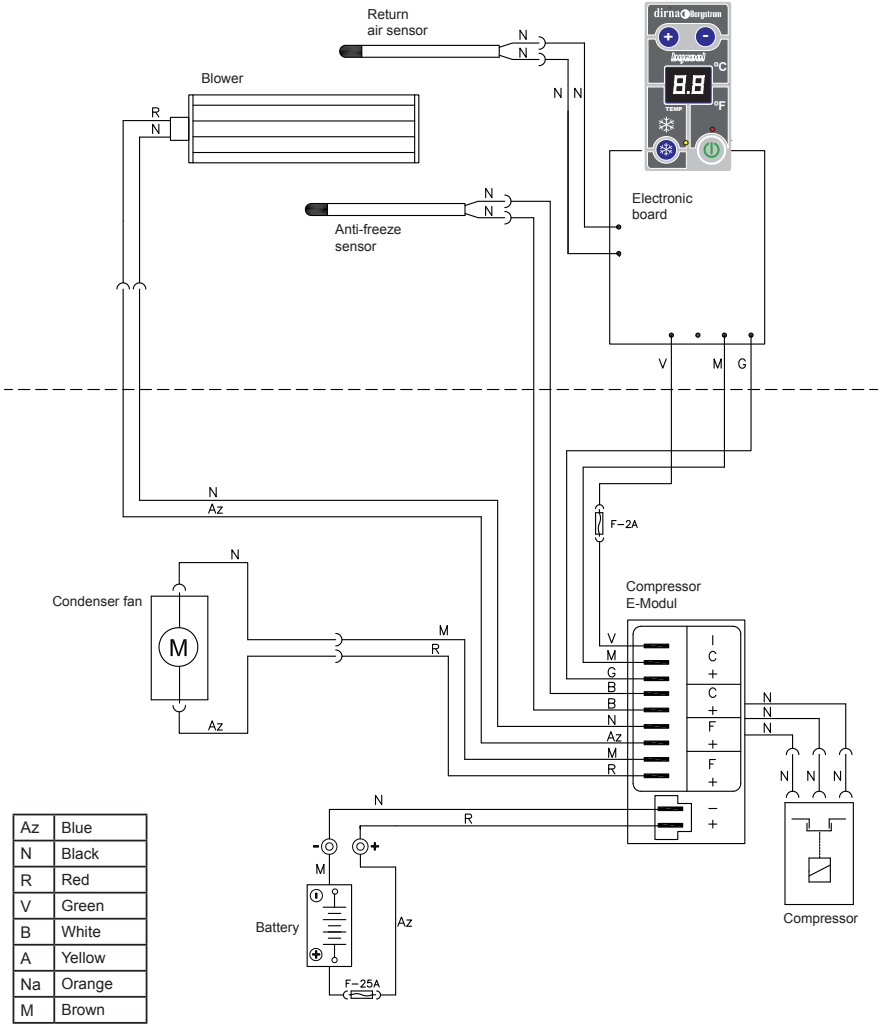 Return
air sensor
N
N
N N
dirna Bergstrom
+ -
°C
8.8
TEMP
°F
Blower
R
N
Electronic
board
N
N
Anti-freeze
sensor
V M G
N
Az
F-2A
N
Condenser fan
M
Az
M
R
Compressor
E-Modul
V I
M C
G +
B C
B +
N F
Az +
M F
R +
N
N
N
N N N
N -
R +
- +
M
Battery
Az
F-25A
Compressor
Az Blue
N Black
R Red
V Green
B White
A Yellow
Na Orange
M Brown